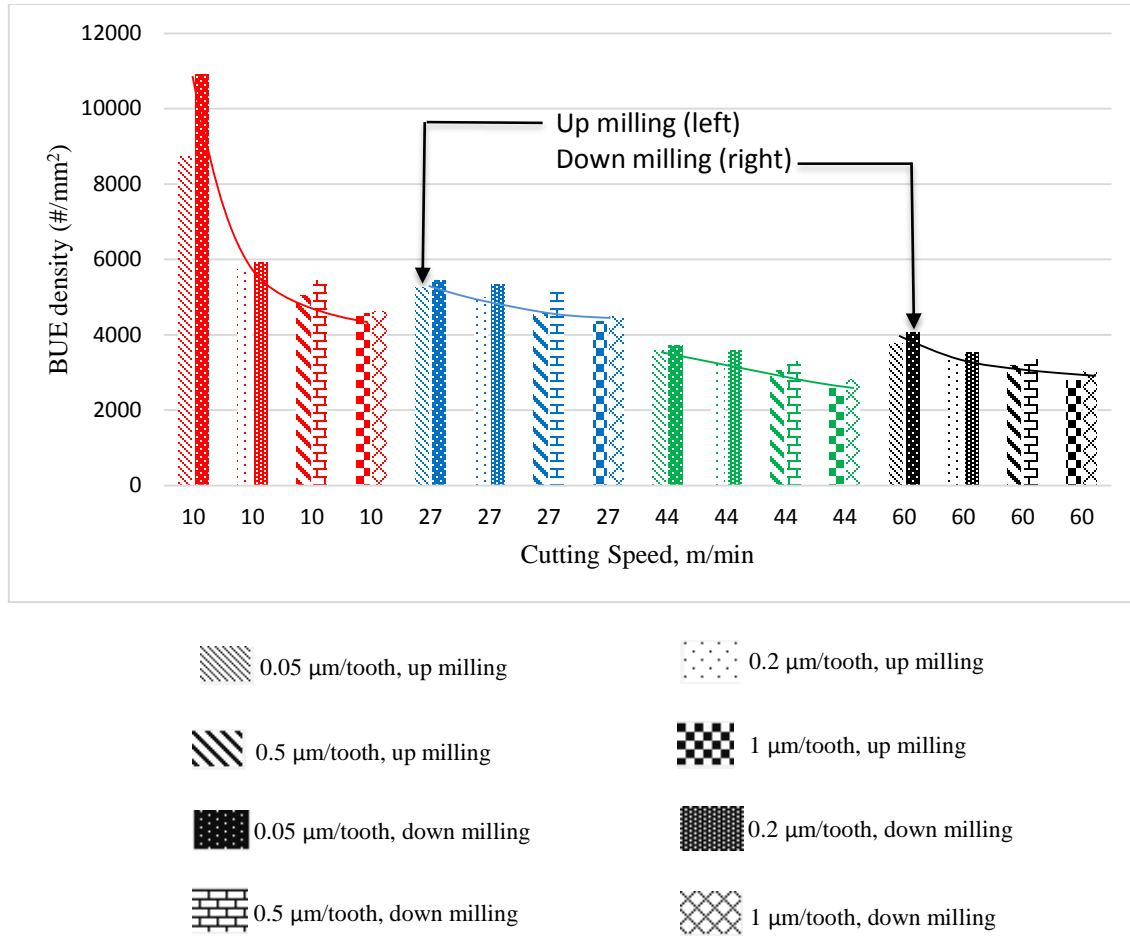 12000
10000
8000
6000
4000
2000
0
BUE density (#/mm²)
Up milling (left)
Down milling (right)
10 10 10 10 27 27 27 27 44 44 44 44 60 60 60 60
Cutting Speed, m/min
0.05 µm/tooth, up milling
0.2 µm/tooth, up milling
0.5 µm/tooth, up milling
1 µm/tooth, up milling
0.05 µm/tooth, down milling
0.2 µm/tooth, down milling
0.5 µm/tooth, down milling
1 µm/tooth, down milling